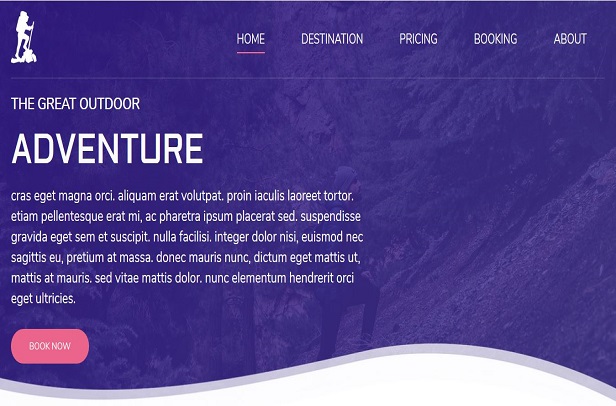 HOME DESTINATION PRICING BOOKING ABOUT
THE GREAT OUTDOOR
ADVENTURE
cras eget magna orci. aliquam erat volutpat. proin iaculis laoreet tortor.
etiam pellentesque erat mi, ac pharetra ipsum placerat sed. suspendisse
gravida eget sem et suscipit. nulla facilisi. integer dolor nisi, euismod nec
sagittis eu, pretium at massa. donec mauris nunc, dictum eget mattis ut,
mattis at mauris. sed vitae mattis dolor. nunc elementum hendrerit orci
eget ultricies.
BOOK NOW